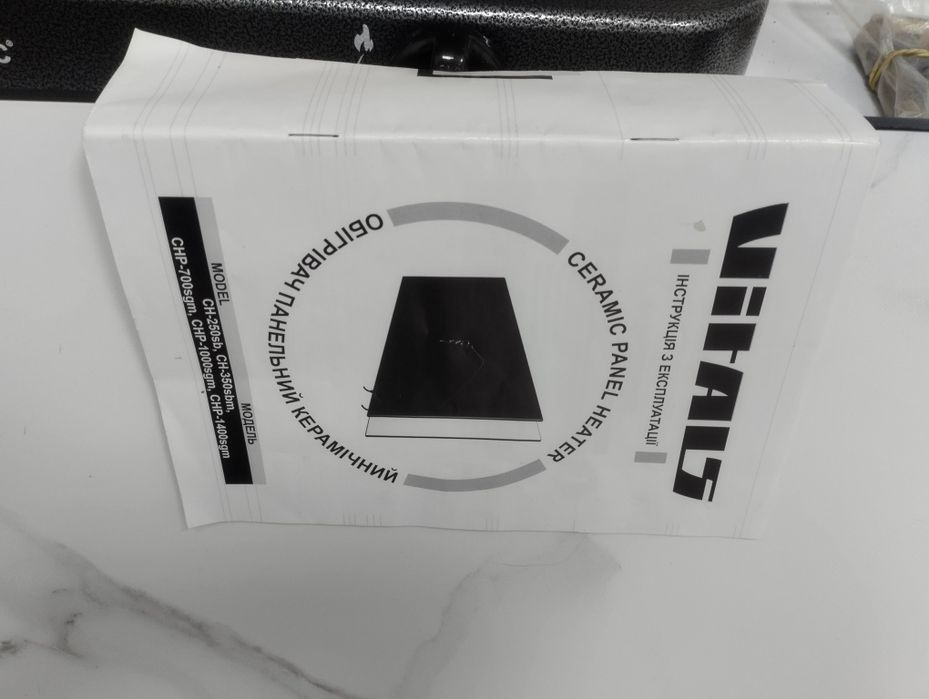 Vitals
ІНСТРУКЦІЯ З ЕКСПЛУАТАЦІЇ
CERAMIC PANEL HEATER
ОБІГРІВАЧ ПАНЕЛЬНИЙ КЕРАМІЧНИЙ
MODEL МОДЕЛЬ
CH-250sb, CH-350sbm,
CHP-700sgm, CHP-1000sgm, CHP-1400sgm